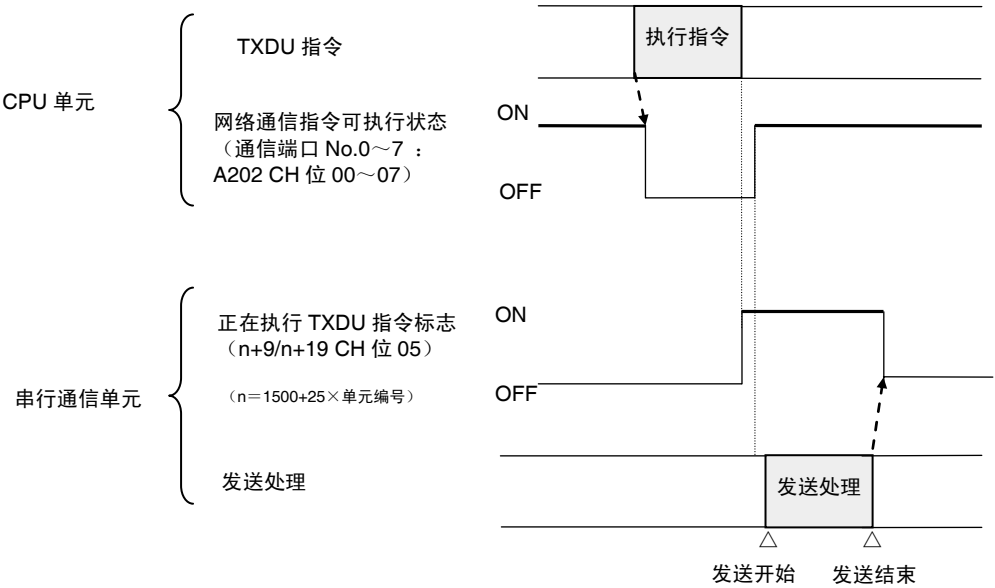 CPU 单元
TXDU 指令
网络通信指令可执行状态
（通信端口 No.0～7 ：
A202 CH 位 00～07）
执行指令
ON
OFF
串行通信单元
正在执行 TXDU 指令标志
（n+9/n+19 CH 位 05）
（n＝1500+25×单元编号）
发送处理
ON
OFF
发送处理
发送开始
发送结束